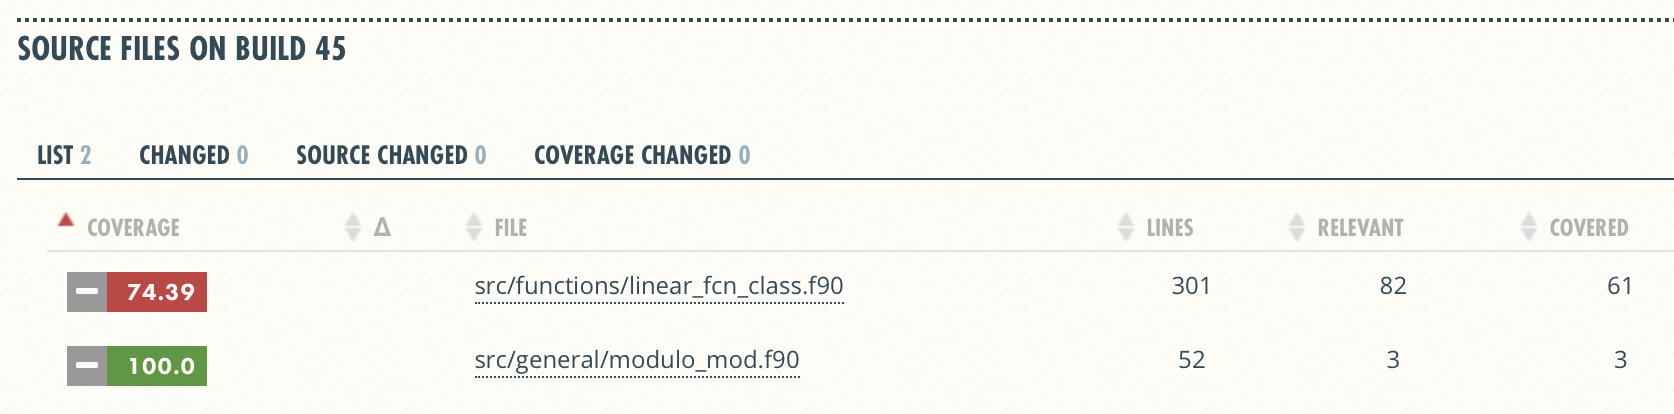 SOURCE FILES ON BUILD 45
LIST 2 CHANGED 0 SOURCE CHANGED 0 COVERAGE CHANGED 0
COVERAGE Δ FILE LINES RELEVANT COVERED
74.39 src/functions/linear_fcn_class.f90 301 82 61
100.0 src/general/modulo_mod.f90 52 3 3